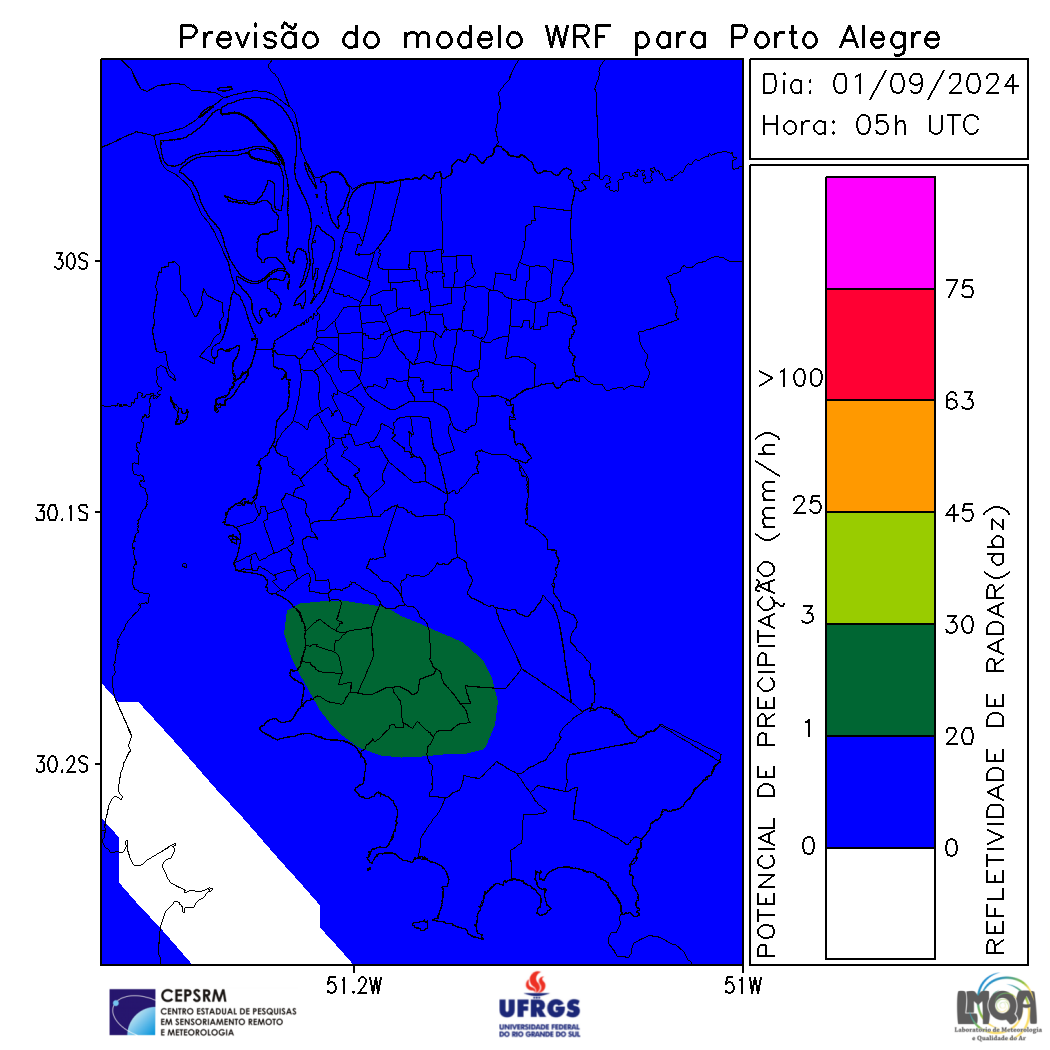 Previsão do modelo WRF para Porto Alegre
Dia: 01/09/2024
Hora: 05h UTC
30S
30.1S
30.2S
51.2W
51W
POTENCIAL DE PRECIPITAÇÃO (mm/h)
>100
25
3
1
0
75
63
45
30
20
0
REFLETIVIDADE DE RADAR(dbz)
CEPSRM
CENTRO ESTADUAL DE PESQUISAS
EM SENSORIAMENTO REMOTO
E METEOROLOGIA
UFRGS
UNIVERSIDADE FEDERAL
DO RIO GRANDE DO SUL
LMQA
Laboratório de Meteorologia
e Qualidade do Ar